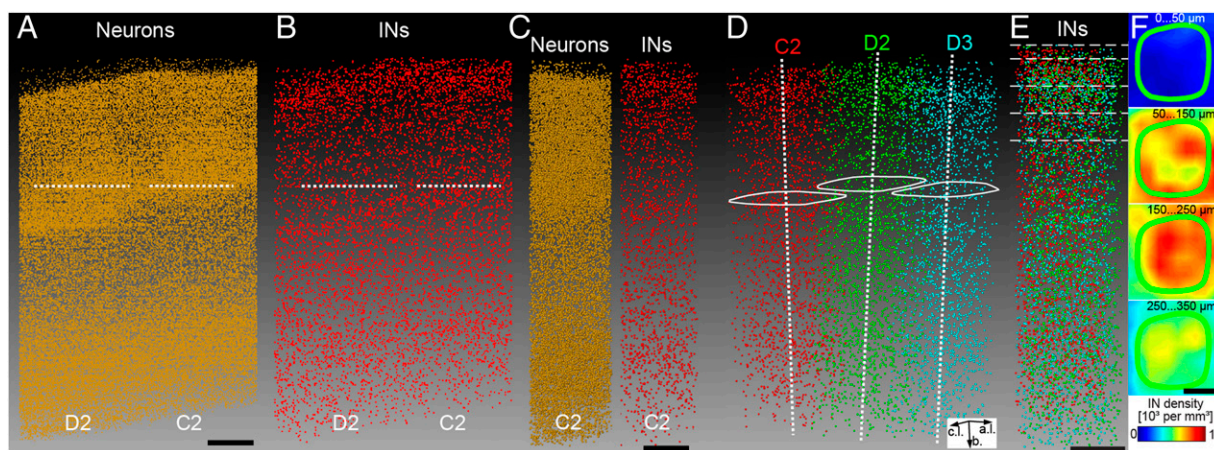 A
Neurons
D2
C2
B
INs
D2
C2
C
Neurons
INs
C2
C2
D
C2
D2
D3
c.l.
a.l.
b.
E
INs
F
0...50 µm
50...150 µm
150...250 µm
250...350 µm
IN density
[10³ per mm³]
0
1